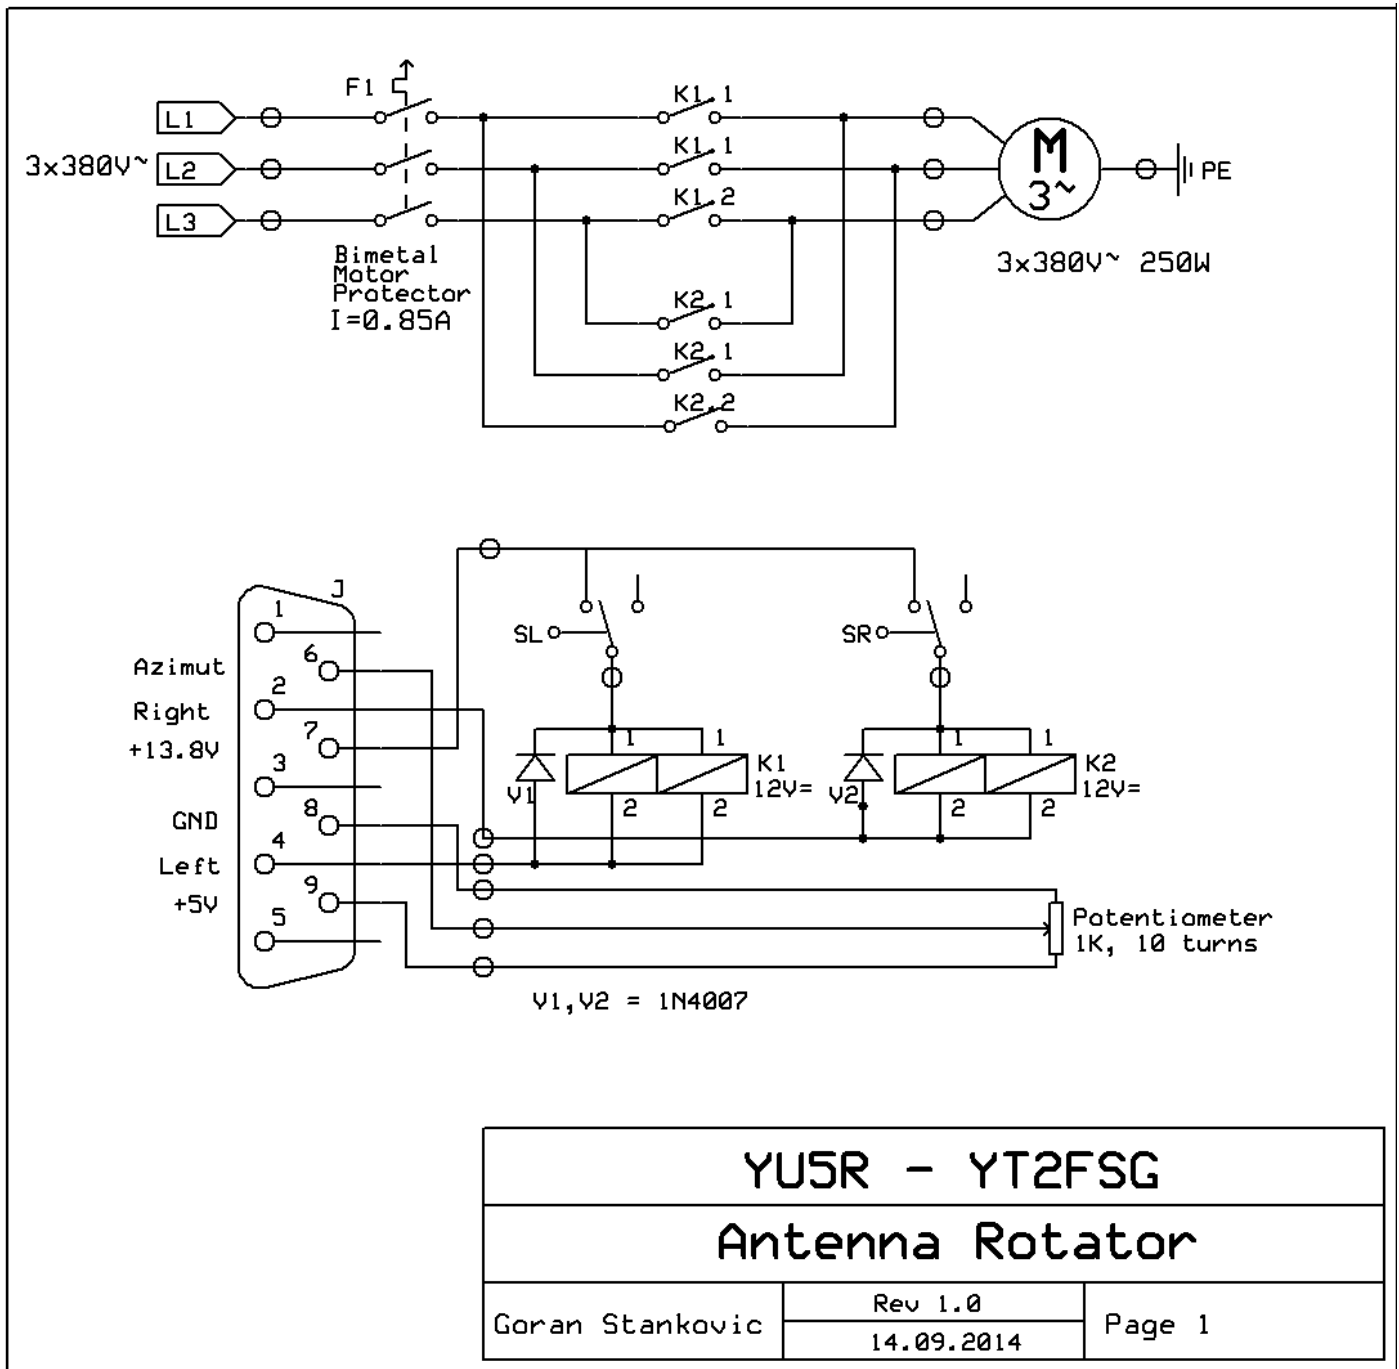 F1
K1.1
L1
K1.1
3x380V~
L2
M
3~
PE
K1.2
L3
Bimetal
Motor
Protector
I=0.85A
3x380V~ 250W
K2.1
K2.1
K2.2
J
1
SL
SR
6
Azimut
2
Right
7
+13.8V
1
1
1
1
3
K1
K2
V1
12V=
V2
12V=
8
2
2
2
2
GND
4
Left
9
+5V
5
Potentiometer
1K, 10 turns
V1,V2 = 1N4007
YU5R - YT2FSG
Antenna Rotator
Goran Stankovic
Rev 1.0
14.09.2014
Page 1